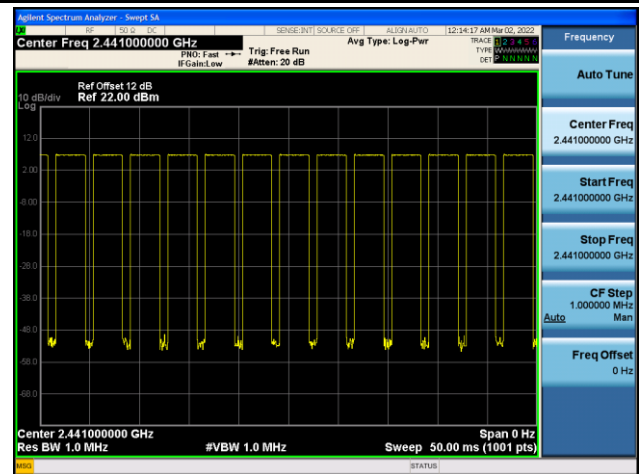 Agilent Spectrum Analyzer - Swept SA
RF 50 Ω DC SENSE:INT SOURCE OFF ALIGN AUTO 12:14:17 AM Mar 02, 2022
Center Freq 2.441000000 GHz Avg Type: Log-Pwr TRACE 1 2 3 4 5 6
PNO: Fast Trig: Free Run TYPE
IFGain:Low #Atten: 20 dB DET P N N N N N
Ref Offset 12 dB
10 dB/div Ref 22.00 dBm
Log
12.0
2.00
-8.00
-18.0
-28.0
-38.0
-48.0
-58.0
-68.0
Center 2.441000000 GHz Span 0 Hz
Res BW 1.0 MHz #VBW 1.0 MHz Sweep 50.00 ms (1001 pts)
MSG STATUS
Frequency
Auto Tune
Center Freq
2.441000000 GHz
Start Freq
2.441000000 GHz
Stop Freq
2.441000000 GHz
CF Step
1.000000 MHz
Auto Man
Freq Offset
0 Hz